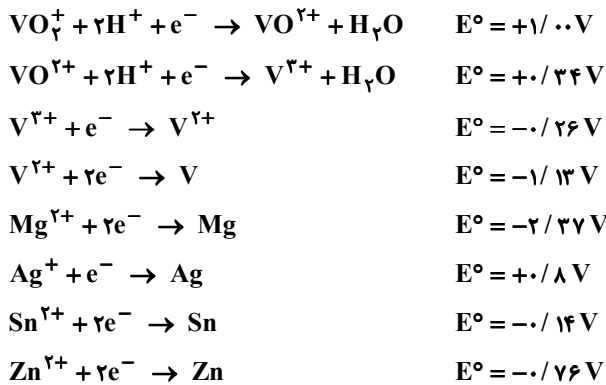 VO₂⁺ + ۲H⁺ + e⁻ → VO²⁺ + H₂O E° = +۱/۰۰V
VO²⁺ + ۲H⁺ + e⁻ → V³⁺ + H₂O E° = +۰/۳۴V
V³⁺ + e⁻ → V²⁺ E° = −۰/۲۶V
V²⁺ + ۲e⁻ → V E° = −۱/۱۳V
Mg²⁺ + ۲e⁻ → Mg E° = −۲/۳۷V
Ag⁺ + e⁻ → Ag E° = +۰/۸V
Sn²⁺ + ۲e⁻ → Sn E° = −۰/۱۴V
Zn²⁺ + ۲e⁻ → Zn E° = −۰/۷۶V